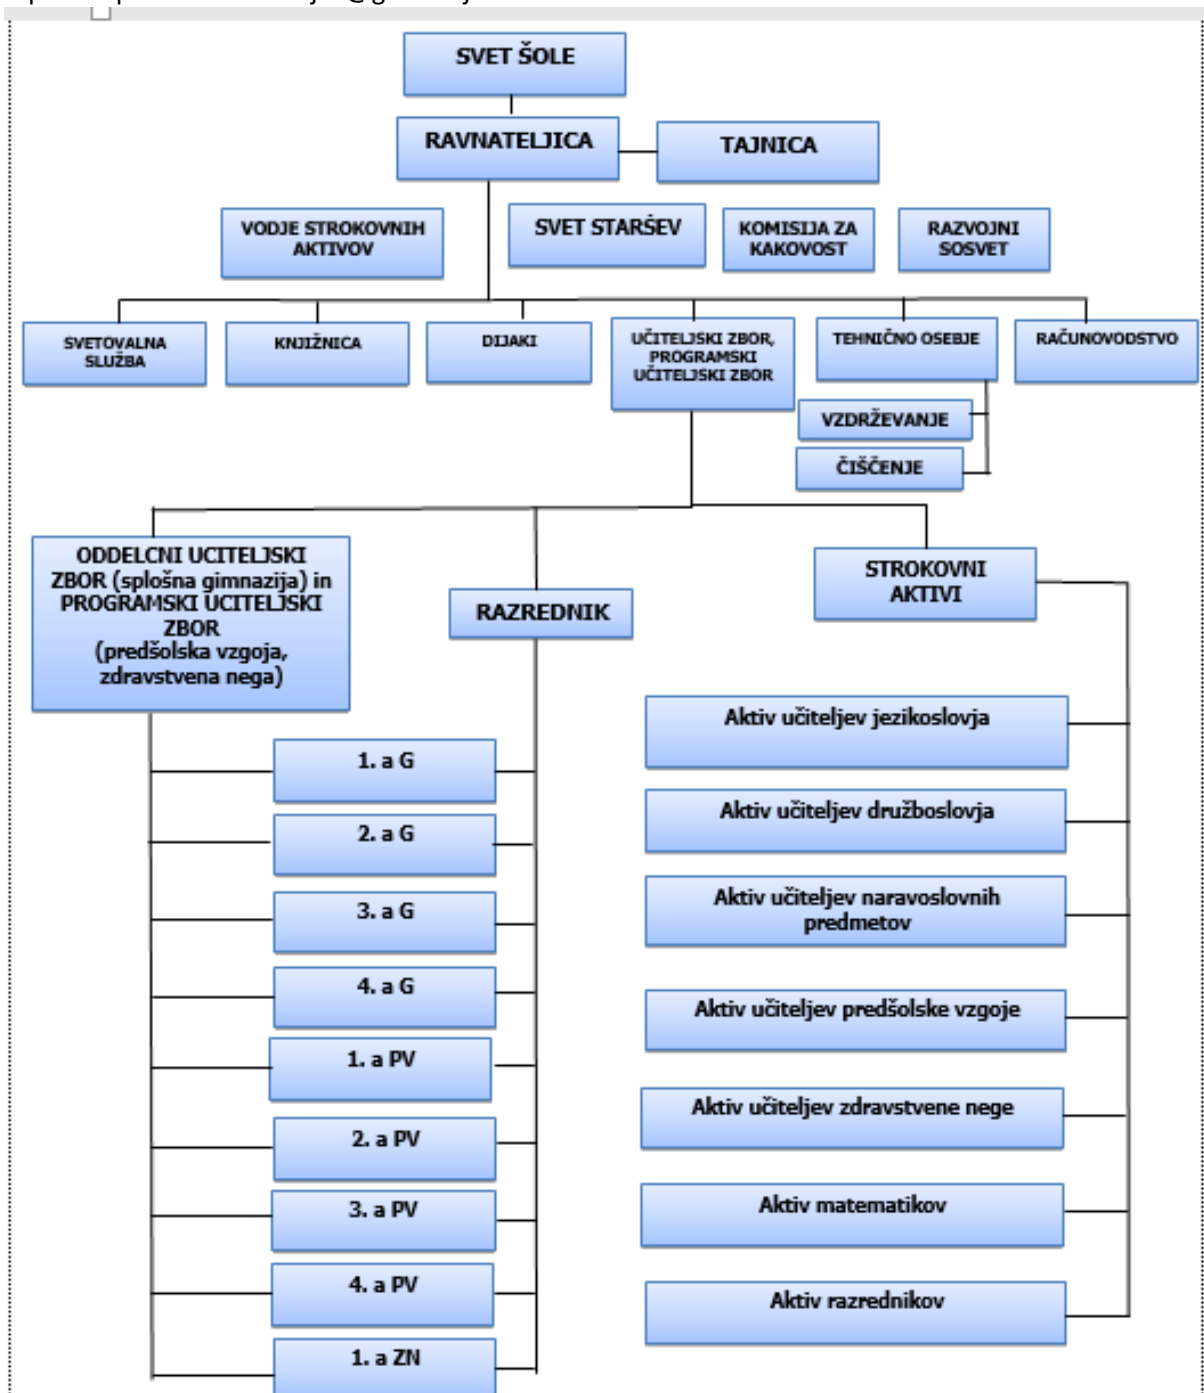 SVET ŠOLE
RAVNATELJICA
TAJNICA
VODJE STROKOVNIH
AKTIVOV
SVET STARŠEV
KOMISIJA ZA
KAKOVOST
RAZVOJNI
SOSVET
SVETOVALNA
SLUŽBA
KNJIŽNICA
DIJAKI
UČITELJSKI ZBOR,
PROGRAMSKI
UČITELJSKI ZBOR
TEHNIČNO OSEBJE
RAČUNOVODSTVO
VZDRŽEVANJE
ČIŠČENJE
ODDELCNI UCITELJSKI
ZBOR (splošna gimnazija) in
PROGRAMSKI UCITELJSKI
ZBOR
(predšolska vzgoja,
zdravstvena nega)
RAZREDNIK
STROKOVNI
AKTIVI
1. a G
2. a G
3. a G
4. a G
1. a PV
2. a PV
3. a PV
4. a PV
1. a ZN
Aktiv učiteljev jezikoslovja
Aktiv učiteljev družboslovja
Aktiv učiteljev naravoslovnih
predmetov
Aktiv učiteljev predšolske vzgoje
Aktiv učiteljev zdravstvene nege
Aktiv matematikov
Aktiv razrednikov